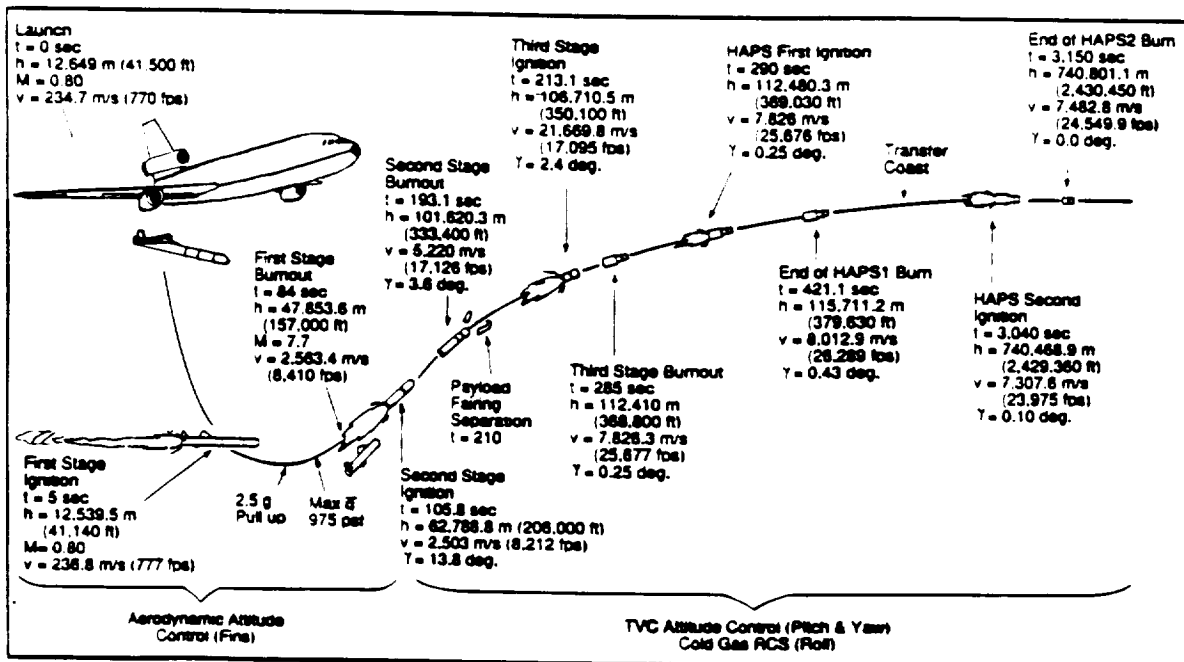 Launch
t = 0 sec
h = 12.649 m (41.500 ft)
M = 0.80
v = 234.7 m/s (770 fps)
First Stage
Ignition
t = 5 sec
h = 12.539.5 m
(41.140 ft)
M= 0.80
v = 236.8 m/s (777 fps)
2.5 g
Pull up
Max q̅
975 psf
First Stage
Burnout
t = 84 sec
h = 47.853.6 m
(157.000 ft)
M = 7.7
v = 2.563.4 m/s
(8,410 fps)
Second Stage
Ignition
t = 105.8 sec
h = 62.788.8 m (206.000 ft)
v = 2.503 m/s (8.212 fps)
γ = 13.8 deg.
Second Stage
Burnout
t = 193.1 sec
h = 101.620.3 m
(333.400 ft)
v = 5.220 m/s
(17.126 fps)
γ = 3.6 deg.
Payload
Fairing
Separation
t = 210
Third Stage
Ignition
t = 213.1 sec
h = 106.710.5 m
(350.100 ft)
v = 21,669.8 m/s
(17.095 fps)
γ = 2.4 deg.
Third Stage Burnout
t = 285 sec
h = 112.410 m
(368.800 ft)
v = 7.826.3 m/s
(25.677 fps)
γ = 0.25 deg.
HAPS First Ignition
t = 290 sec
h = 112.480.3 m
(369.030 ft)
v = 7.826 m/s
(25.676 fps)
γ = 0.25 deg.
End of HAPS1 Burn
t = 421.1 sec
h = 115,711.2 m
(379.630 ft)
v = 8,012.9 m/s
(26.289 fps)
γ = 0.43 deg.
Transfer
Coast
HAPS Second
Ignition
t = 3.040 sec
h = 740.468.9 m
(2,429.360 ft)
v = 7.307.6 m/s
(23.975 fps)
γ = 0.10 deg.
End of HAPS2 Burn
t = 3.150 sec
h = 740.801.1 m
(2,430.450 ft)
v = 7.482.8 m/s
(24,549.9 fps)
γ = 0.0 deg.
Aerodynamic Attitude
Control (Fins)
TVC Attitude Control (Pitch & Yaw)
Cold Gas RCS (Roll)